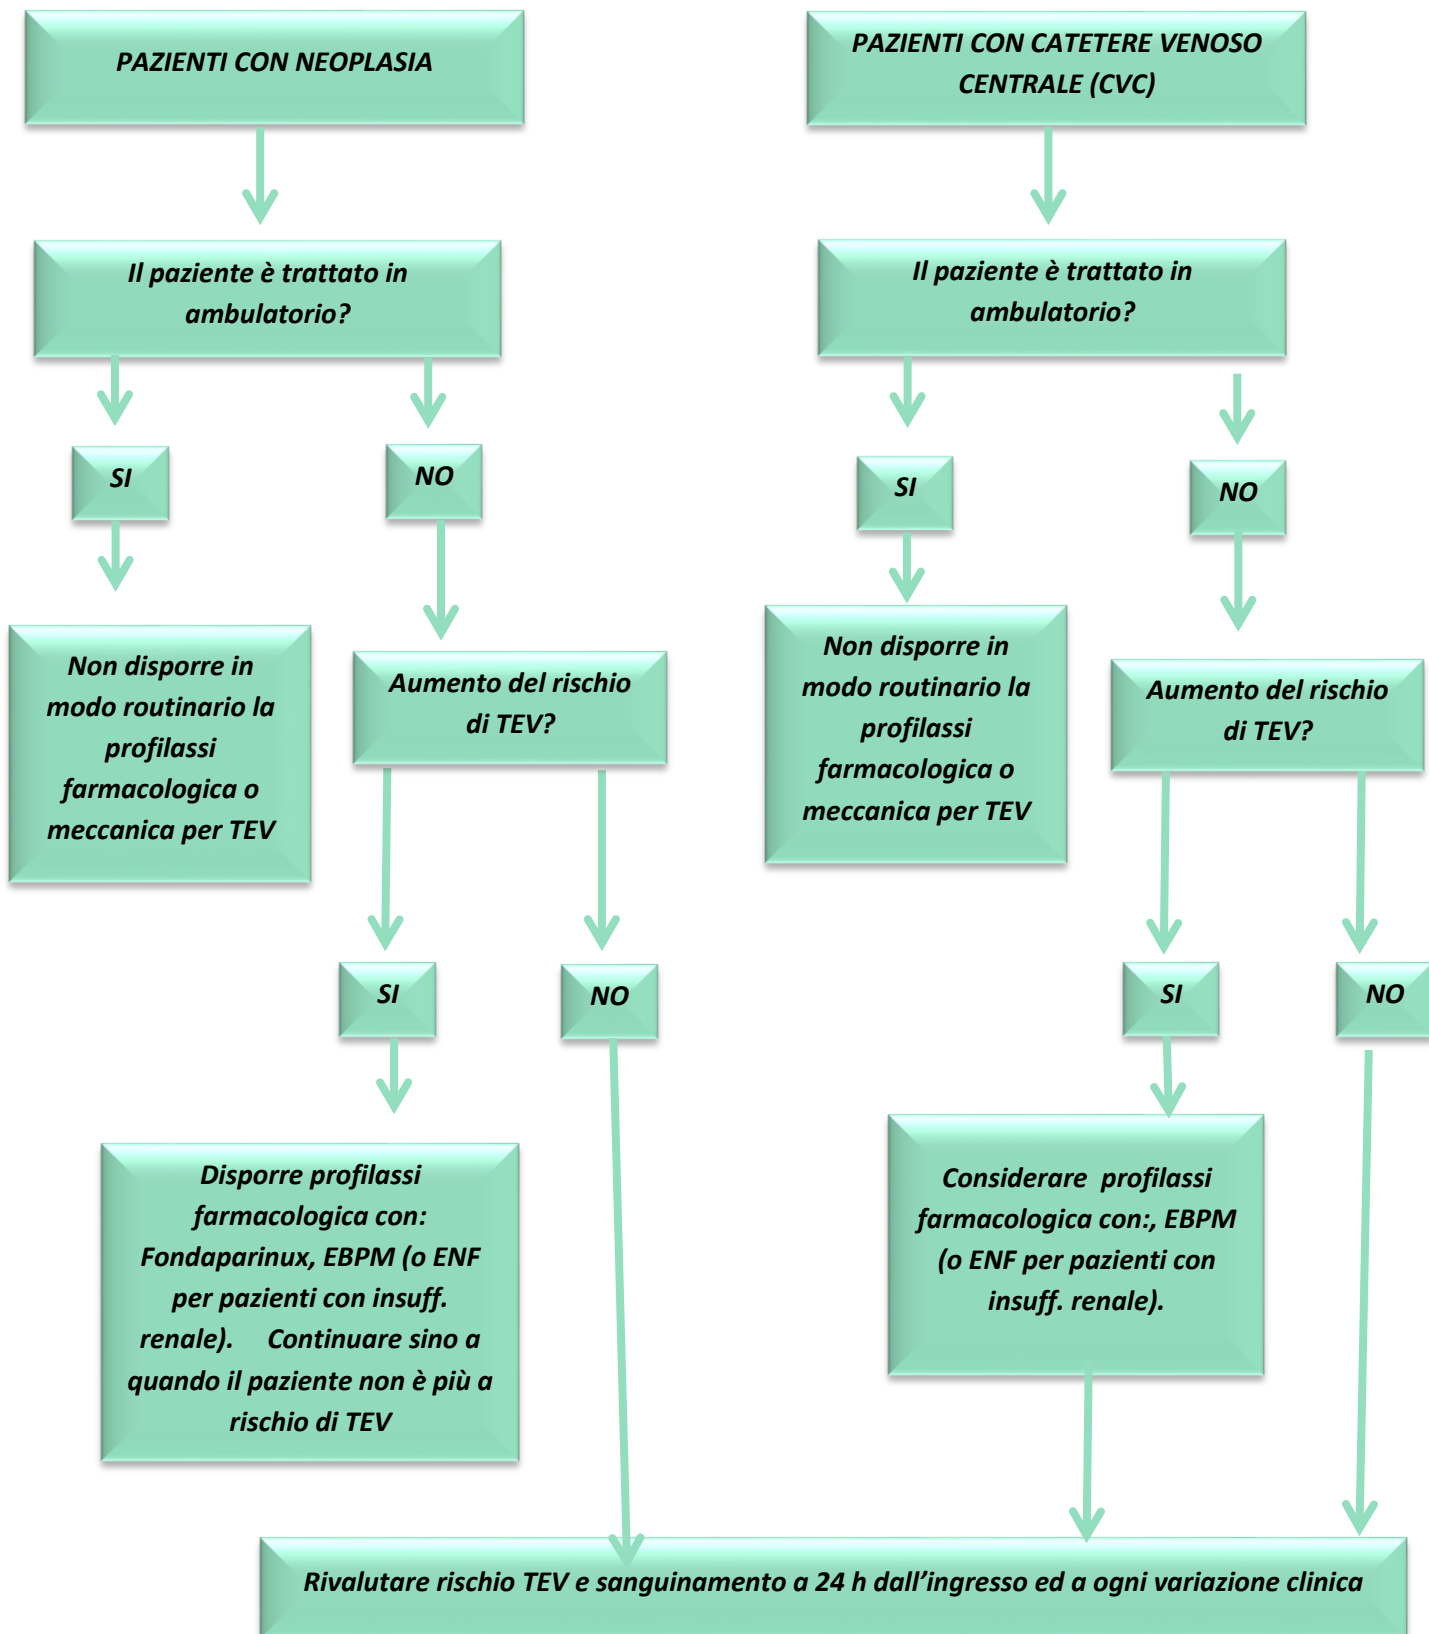 PAZIENTI CON NEOPLASIA
Il paziente è trattato in
ambulatorio?
SI
NO
Non disporre in
modo routinario la
profilassi
farmacologica o
meccanica per TEV
Aumento del rischio
di TEV?
SI
NO
Disporre profilassi
farmacologica con:
Fondaparinux, EBPM (o ENF
per pazienti con insuff.
renale). Continuare sino a
quando il paziente non è più a
rischio di TEV
PAZIENTI CON CATETERE VENOSO
CENTRALE (CVC)
Il paziente è trattato in
ambulatorio?
SI
NO
Non disporre in
modo routinario la
profilassi
farmacologica o
meccanica per TEV
Aumento del rischio
di TEV?
SI
NO
Considerare profilassi
farmacologica con:, EBPM
(o ENF per pazienti con
insuff. renale).
Rivalutare rischio TEV e sanguinamento a 24 h dall’ingresso ed a ogni variazione clinica